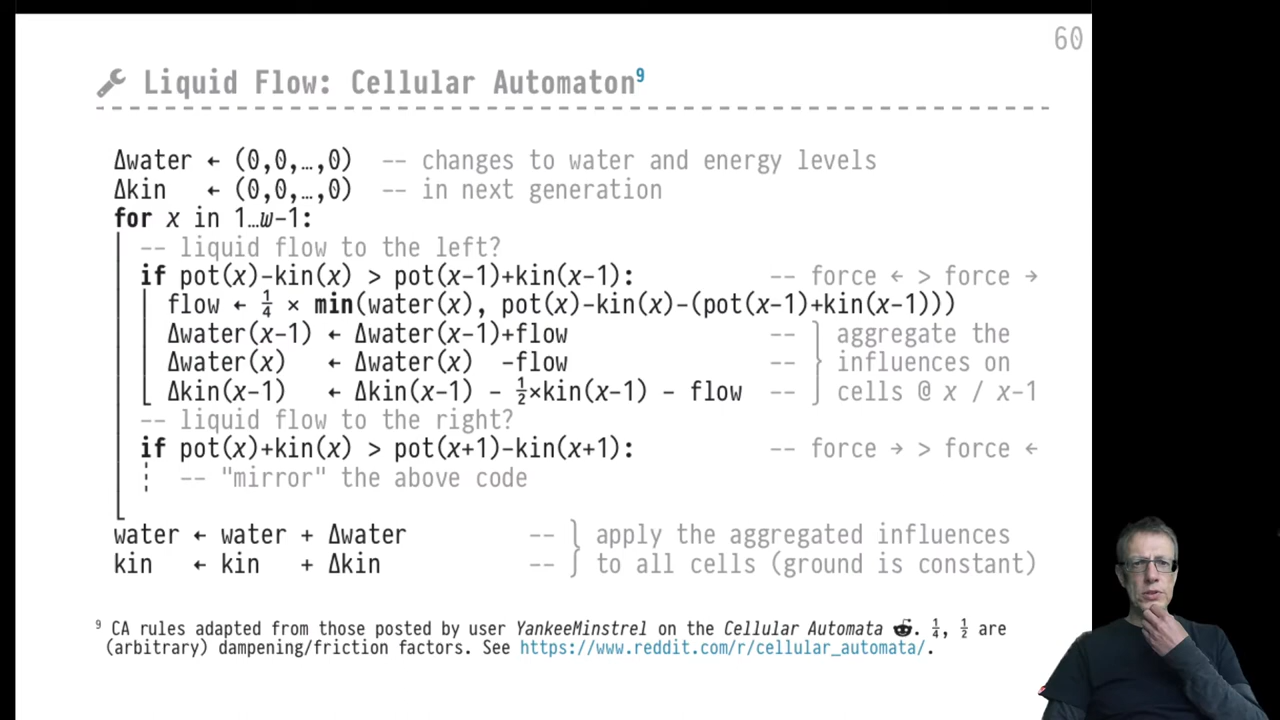 60
Liquid Flow: Cellular Automaton⁹
Δwater ← (0,0,…,0) -- changes to water and energy levels
Δkin ← (0,0,…,0) -- in next generation
for x in 1…w-1:
-- liquid flow to the left?
if pot(x)-kin(x) > pot(x-1)+kin(x-1): -- force ← > force →
flow ← ¼ × min(water(x), pot(x)-kin(x)-(pot(x-1)+kin(x-1)))
Δwater(x-1) ← Δwater(x-1)+flow -- aggregate the
Δwater(x) ← Δwater(x) -flow -- influences on
Δkin(x-1) ← Δkin(x-1) - ½×kin(x-1) - flow -- cells @ x / x-1
-- liquid flow to the right?
if pot(x)+kin(x) > pot(x+1)-kin(x+1): -- force → > force ←
⋮ -- "mirror" the above code
water ← water + Δwater -- apply the aggregated influences
kin ← kin + Δkin -- to all cells (ground is constant)
⁹ CA rules adapted from those posted by user YankeeMinstrel on the Cellular Automata . ¼, ½ are
(arbitrary) dampening/friction factors. See https://www.reddit.com/r/cellular_automata/.